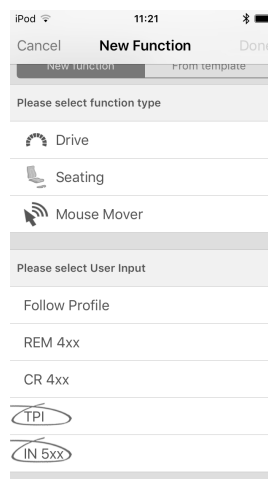 iPod 11:21
Cancel New Function Done
New function From template
Please select function type
Drive
Seating
Mouse Mover
Please select User Input
Follow Profile
REM 4xx
CR 4xx
TPI
IN 5xx